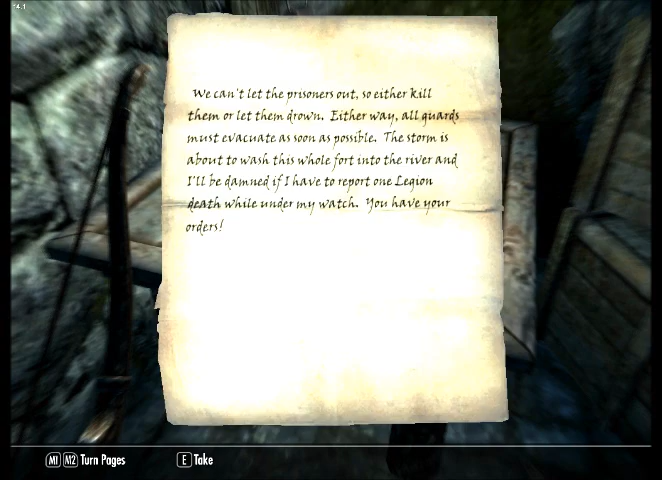 4.1
We can't let the prisoners out, so either kill
them or let them drown. Either way, all guards
must evacuate as soon as possible. The storm is
about to wash this whole fort into the river and
I'll be damned if I have to report one Legion
death while under my watch. You have your
orders!
M1 M2 Turn Pages E Take